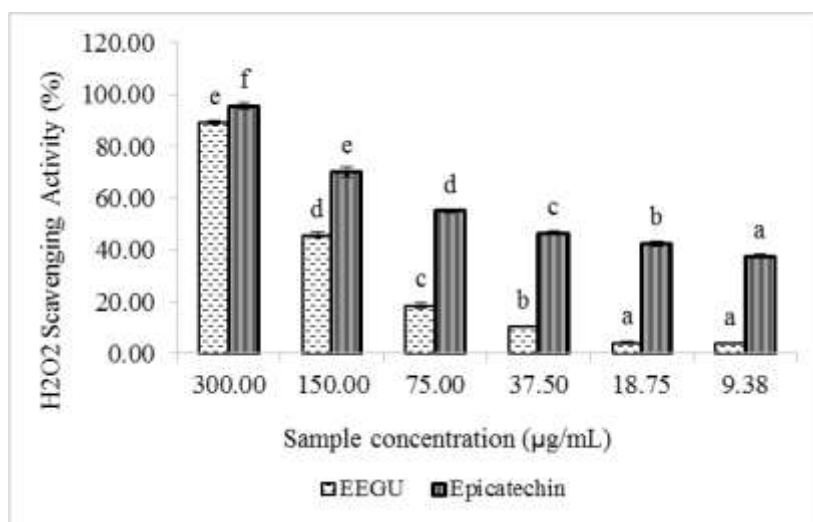 H2O2 Scavenging Activity (%)
120.00
100.00
80.00
60.00
40.00
20.00
0.00
e f
d e
c d
b c
a b
a a
300.00 150.00 75.00 37.50 18.75 9.38
Sample concentration (µg/mL)
EEGU Epicatechin